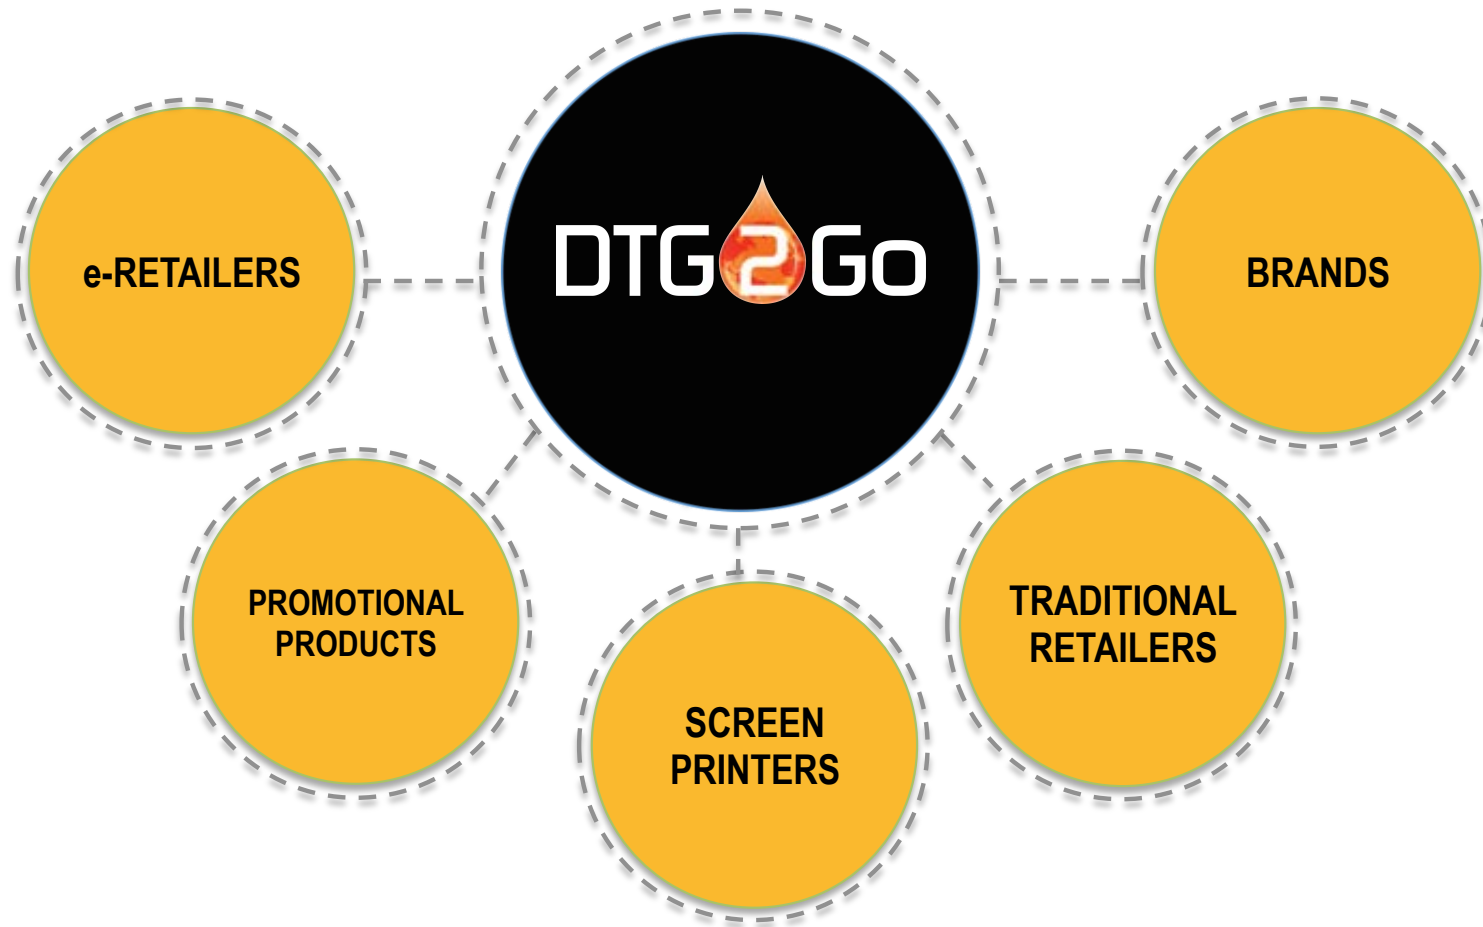 DTG2Go
e-RETAILERS
BRANDS
PROMOTIONAL
PRODUCTS
TRADITIONAL
RETAILERS
SCREEN
PRINTERS